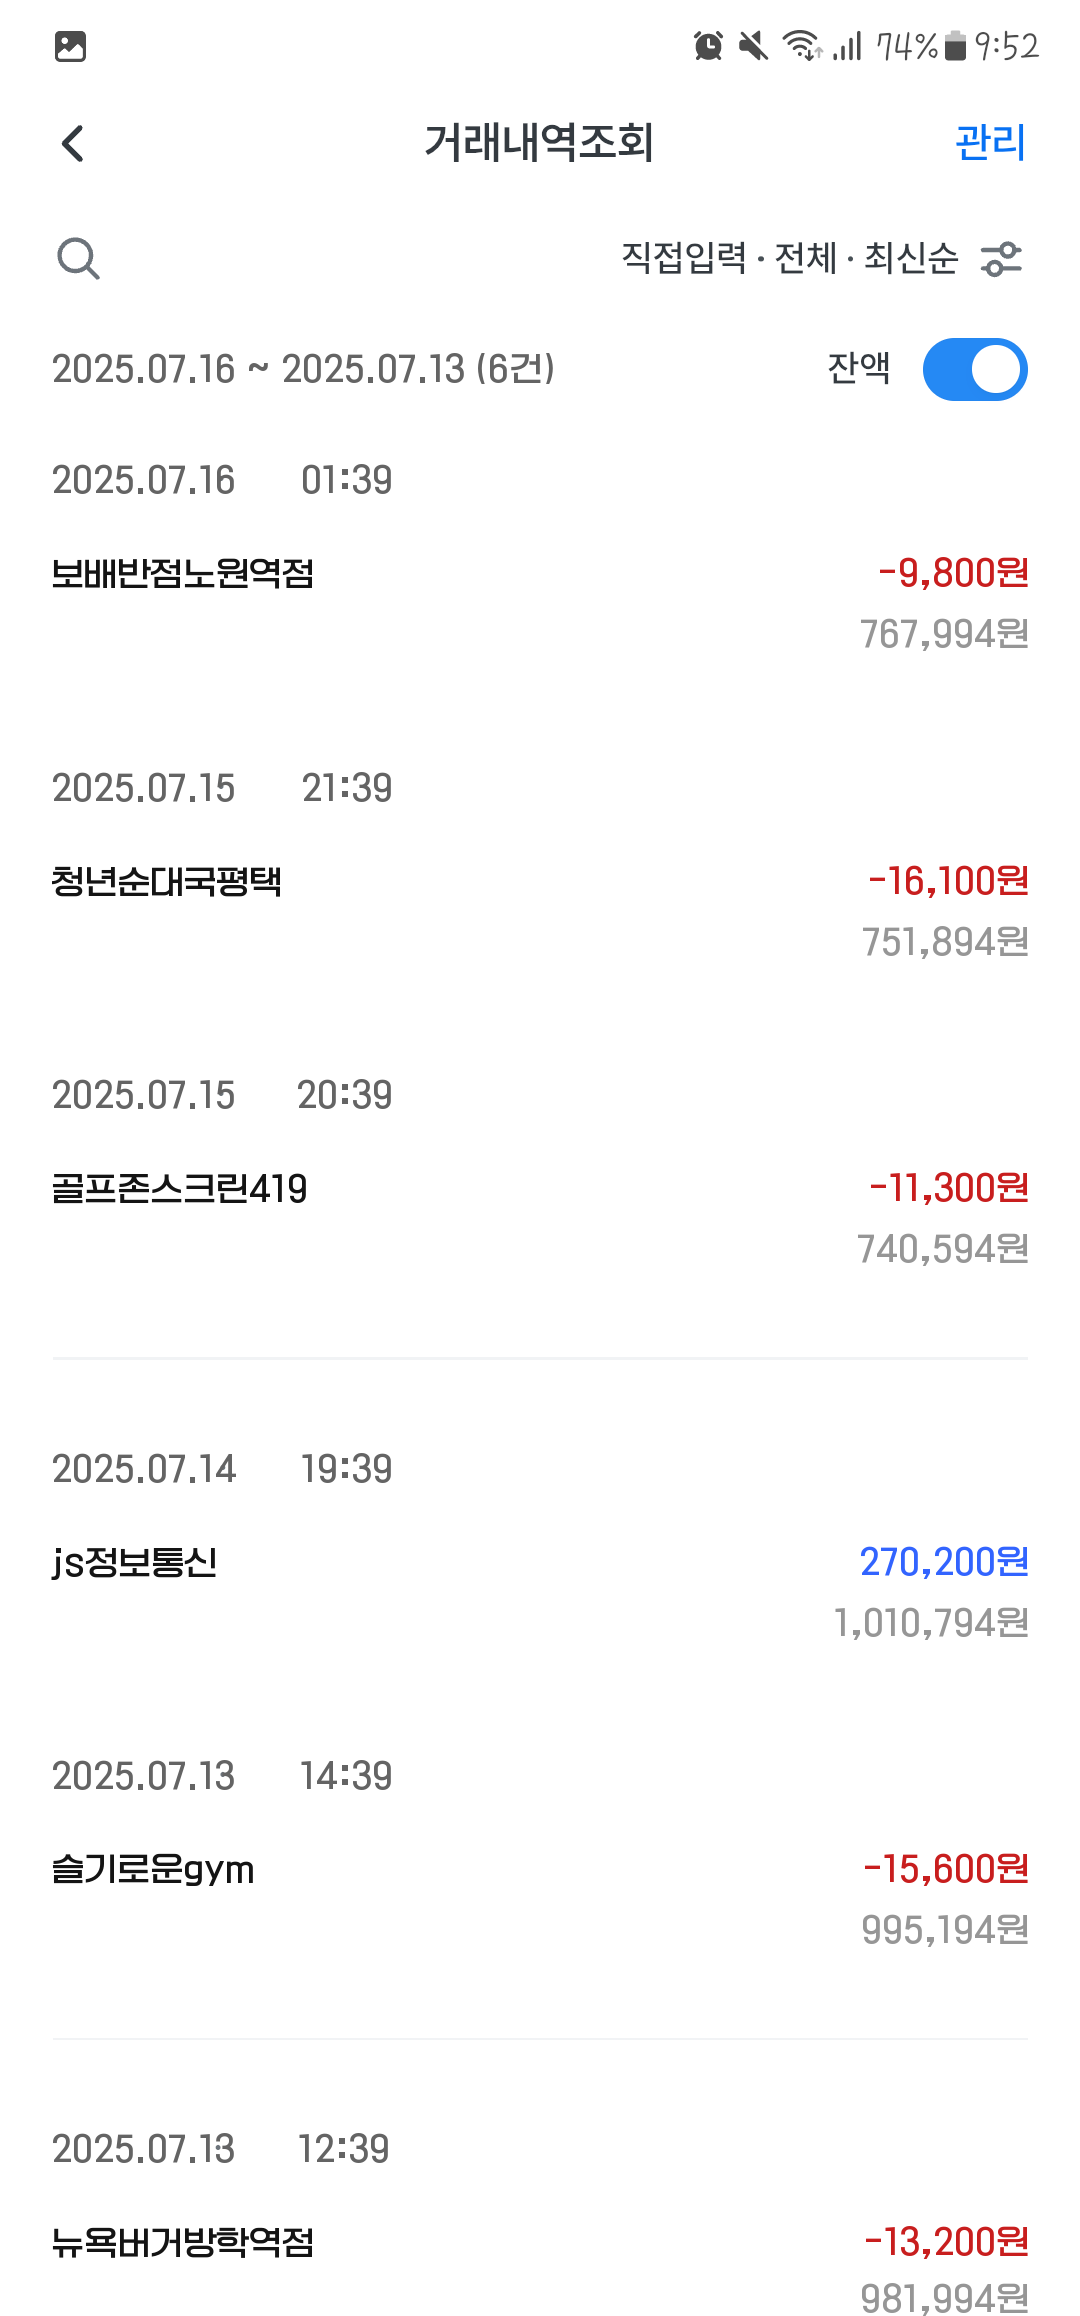 74% 9:52
거래내역조회 관리
직접입력 · 전체 · 최신순
2025.07.16 ~ 2025.07.13 (6건) 잔액
2025.07.16 01:39
보배반점노원역점 -9,800원
767,994원
2025.07.15 21:39
청년순대국평택 -16,100원
751,894원
2025.07.15 20:39
골프존스크린419 -11,300원
740,594원
2025.07.14 19:39
js정보통신 270,200원
1,010,794원
2025.07.13 14:39
슬기로운gym -15,600원
995,194원
2025.07.13 12:39
뉴욕버거방학역점 -13,200원
981,994원